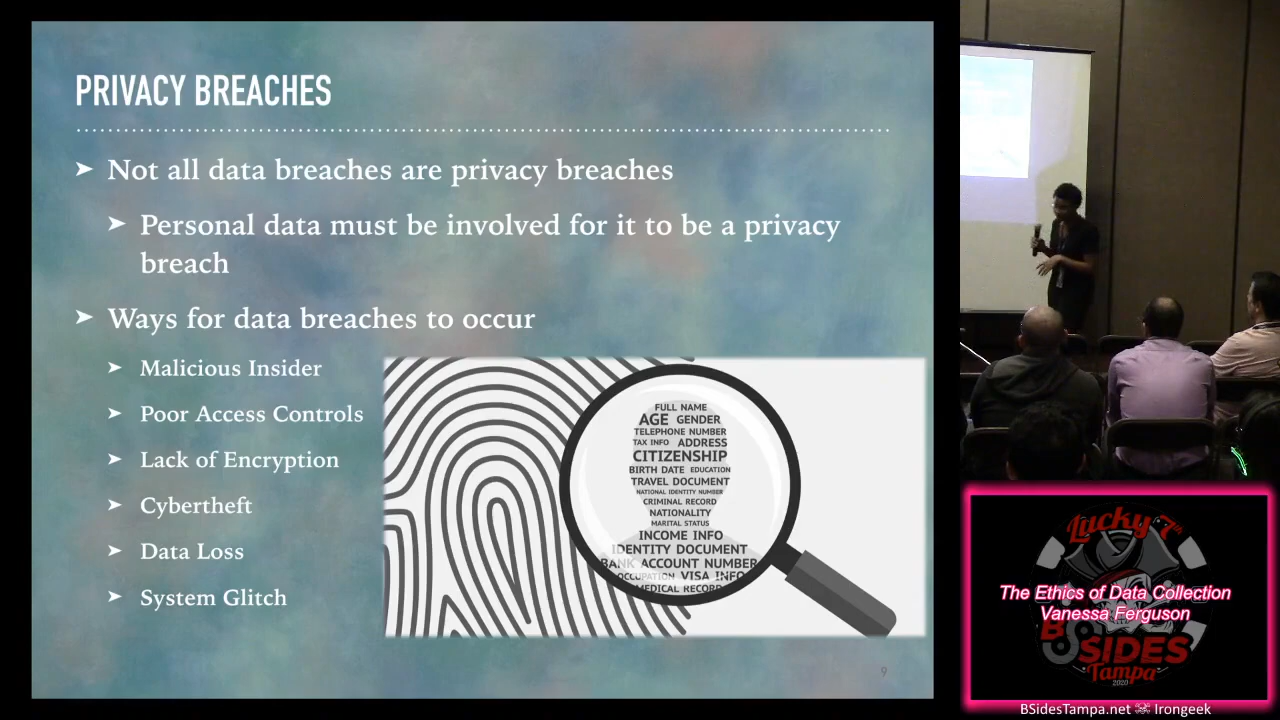 PRIVACY BREACHES
➤ Not all data breaches are privacy breaches
➤ Personal data must be involved for it to be a privacy
breach
➤ Ways for data breaches to occur
➤ Malicious Insider
➤ Poor Access Controls
➤ Lack of Encryption
➤ Cybertheft
➤ Data Loss
➤ System Glitch
FULL NAME
AGE GENDER
TELEPHONE NUMBER
TAX INFO ADDRESS
CITIZENSHIP
BIRTH DATE EDUCATION
TRAVEL DOCUMENT
NATIONAL IDENTITY NUMBER
CRIMINAL RECORD
NATIONALITY
MARITAL STATUS
INCOME INFO
IDENTITY DOCUMENT
BANK ACCOUNT NUMBER
OCCUPATION VISA INFO
MEDICAL RECORD
9
Lucky 7th
The Ethics of Data Collection
Vanessa Ferguson
B SIDES
Tampa
2020
BSidesTampa.net Irongeek